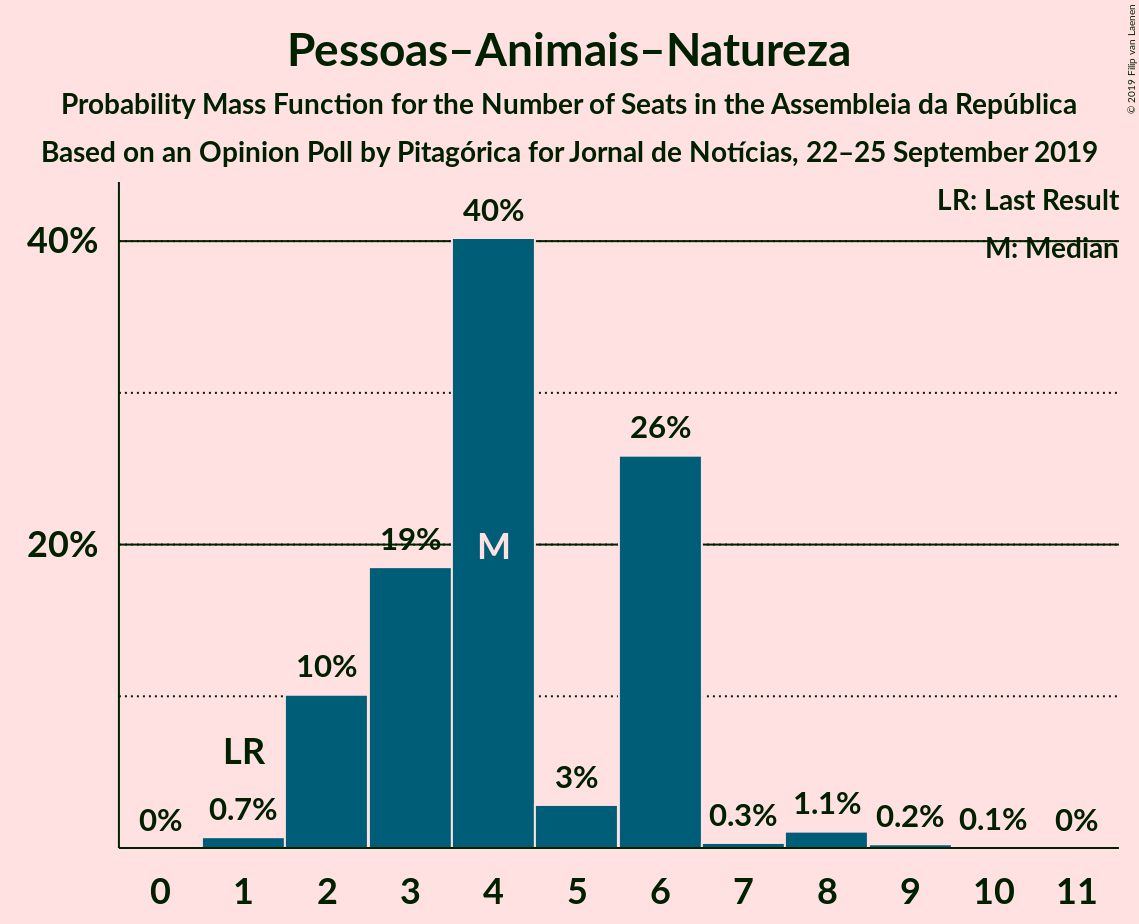 Pessoas–Animais–Natureza
Probability Mass Function for the Number of Seats in the Assembleia da República
Based on an Opinion Poll by Pitagórica for Jornal de Notícias, 22–25 September 2019
© 2019 Filip van Laenen
LR: Last Result
M: Median
40%
20%
0%
LR
0.7%
10%
19%
40%
M
3%
26%
0.3%
1.1%
0.2%
0.1%
0%
0 1 2 3 4 5 6 7 8 9 10 11